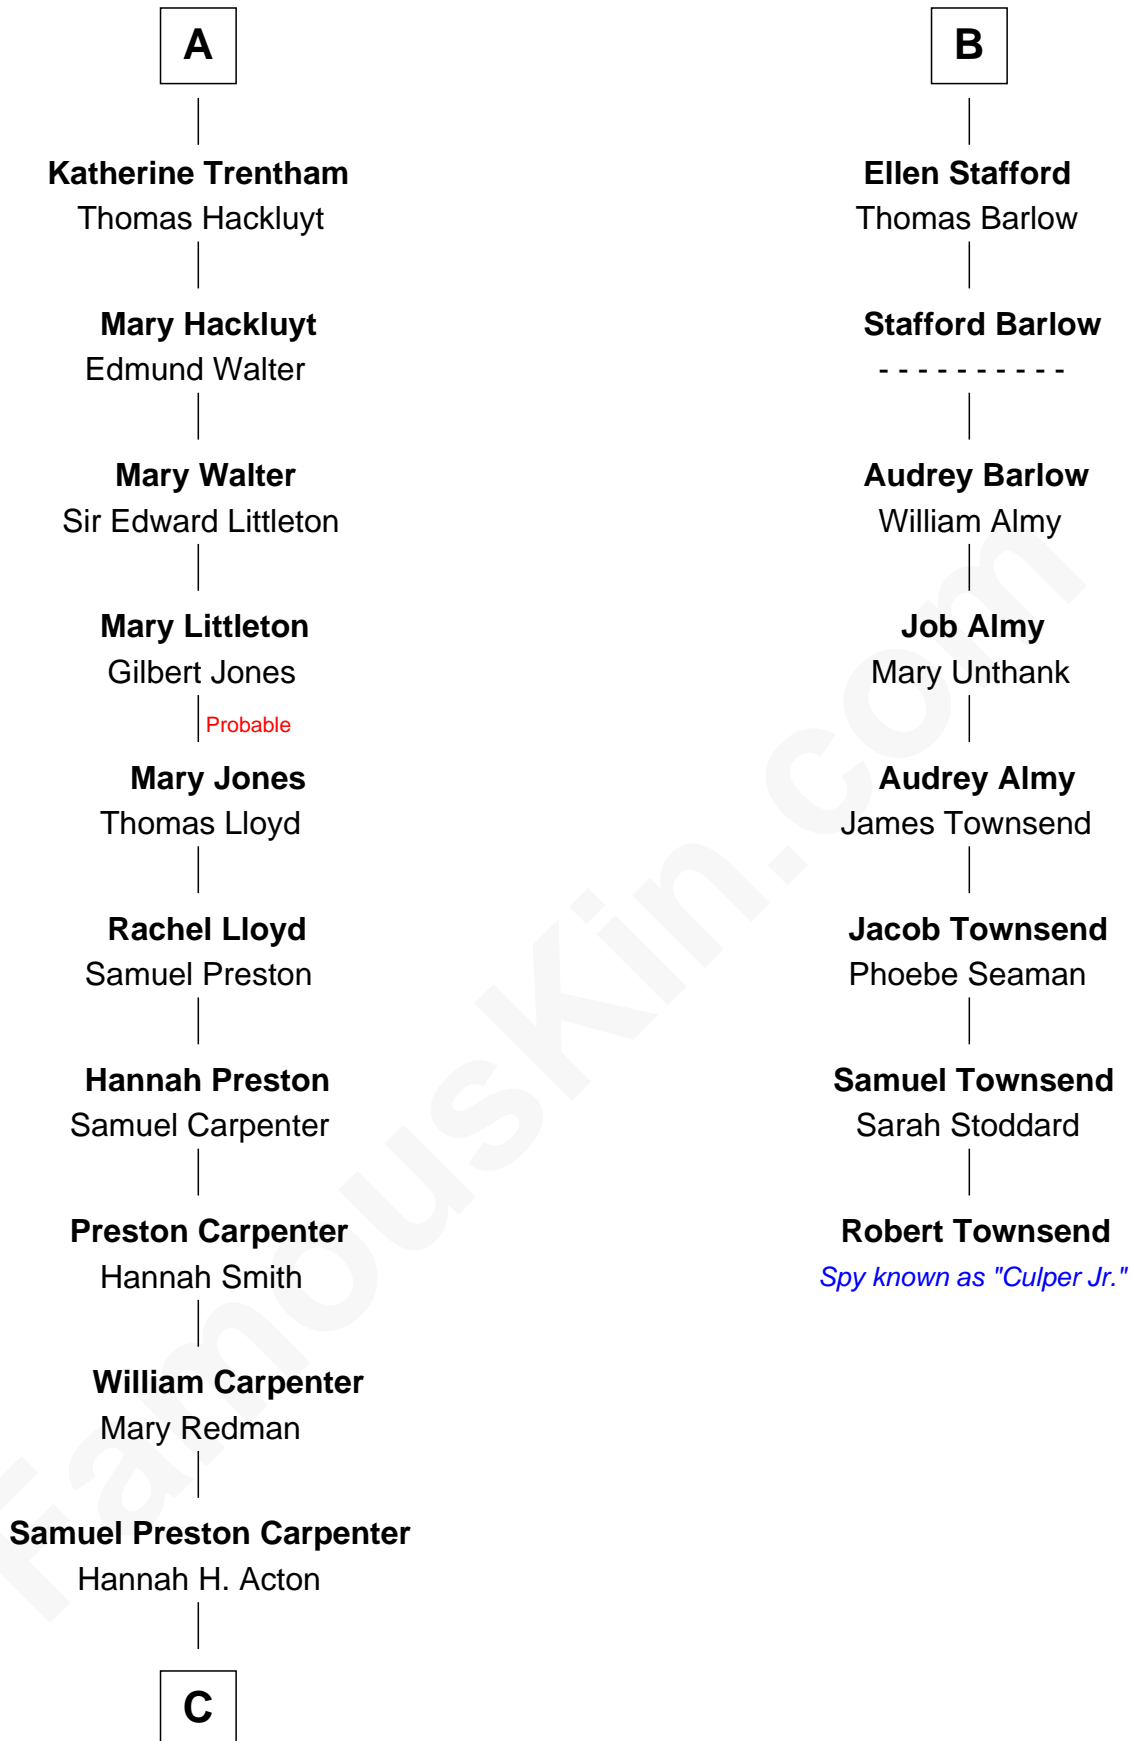 A
Katherine Trentham
Thomas Hackluyt
Mary Hackluyt
Edmund Walter
Mary Walter
Sir Edward Littleton
Mary Littleton
Gilbert Jones
Probable
Mary Jones
Thomas Lloyd
Rachel Lloyd
Samuel Preston
Hannah Preston
Samuel Carpenter
Preston Carpenter
Hannah Smith
William Carpenter
Mary Redman
Samuel Preston Carpenter
Hannah H. Acton
C
B
Ellen Stafford
Thomas Barlow
Stafford Barlow
- - - - - - - - - -
Audrey Barlow
William Almy
Job Almy
Mary Unthank
Audrey Almy
James Townsend
Jacob Townsend
Phoebe Seaman
Samuel Townsend
Sarah Stoddard
Robert Townsend
Spy known as "Culper Jr."
FamousKin.com